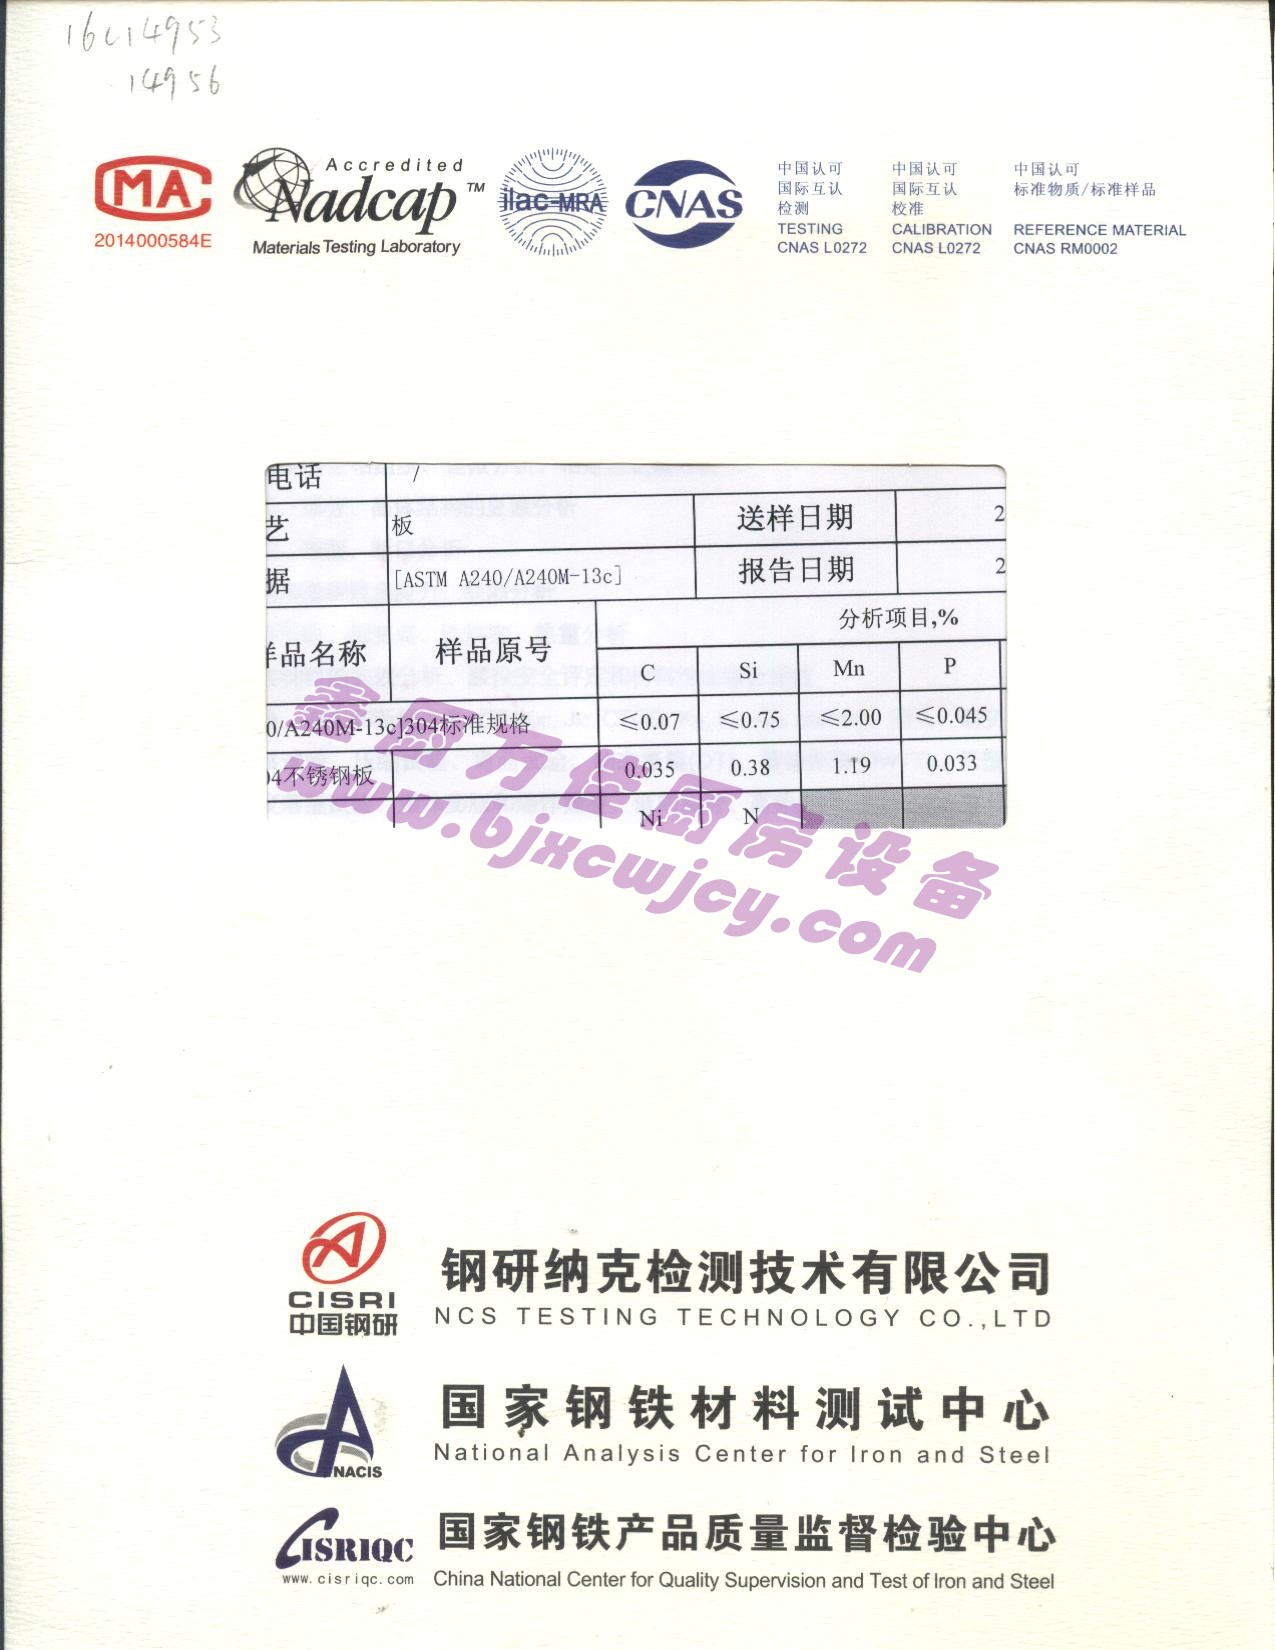 16C14953
14956
MA
2014000584E
Accredited
Nadcap™
Materials Testing Laboratory
ilac-MRA
CNAS
中国认可
国际互认
检测
TESTING
CNAS L0272
中国认可
国际互认
校准
CALIBRATION
CNAS L0272
中国认可
标准物质/标准样品
REFERENCE MATERIAL
CNAS RM0002
电话 /
艺 板 送样日期 2
据 [ASTM A240/A240M-13c] 报告日期 2
样品名称 样品原号 分析项目,%
C Si Mn P
0/A240M-13c]304标准规格 ≤0.07 ≤0.75 ≤2.00 ≤0.045
04不锈钢板 0.035 0.38 1.19 0.033
Ni N
鑫厨万佳厨房设备
www.bjxcwjcy.com
CISRI
中国钢研
钢研纳克检测技术有限公司
NCS TESTING TECHNOLOGY CO.,LTD
NACIS
国家钢铁材料测试中心
National Analysis Center for Iron and Steel
CISRIQC
www.cisriqc.com
国家钢铁产品质量监督检验中心
China National Center for Quality Supervision and Test of Iron and Steel